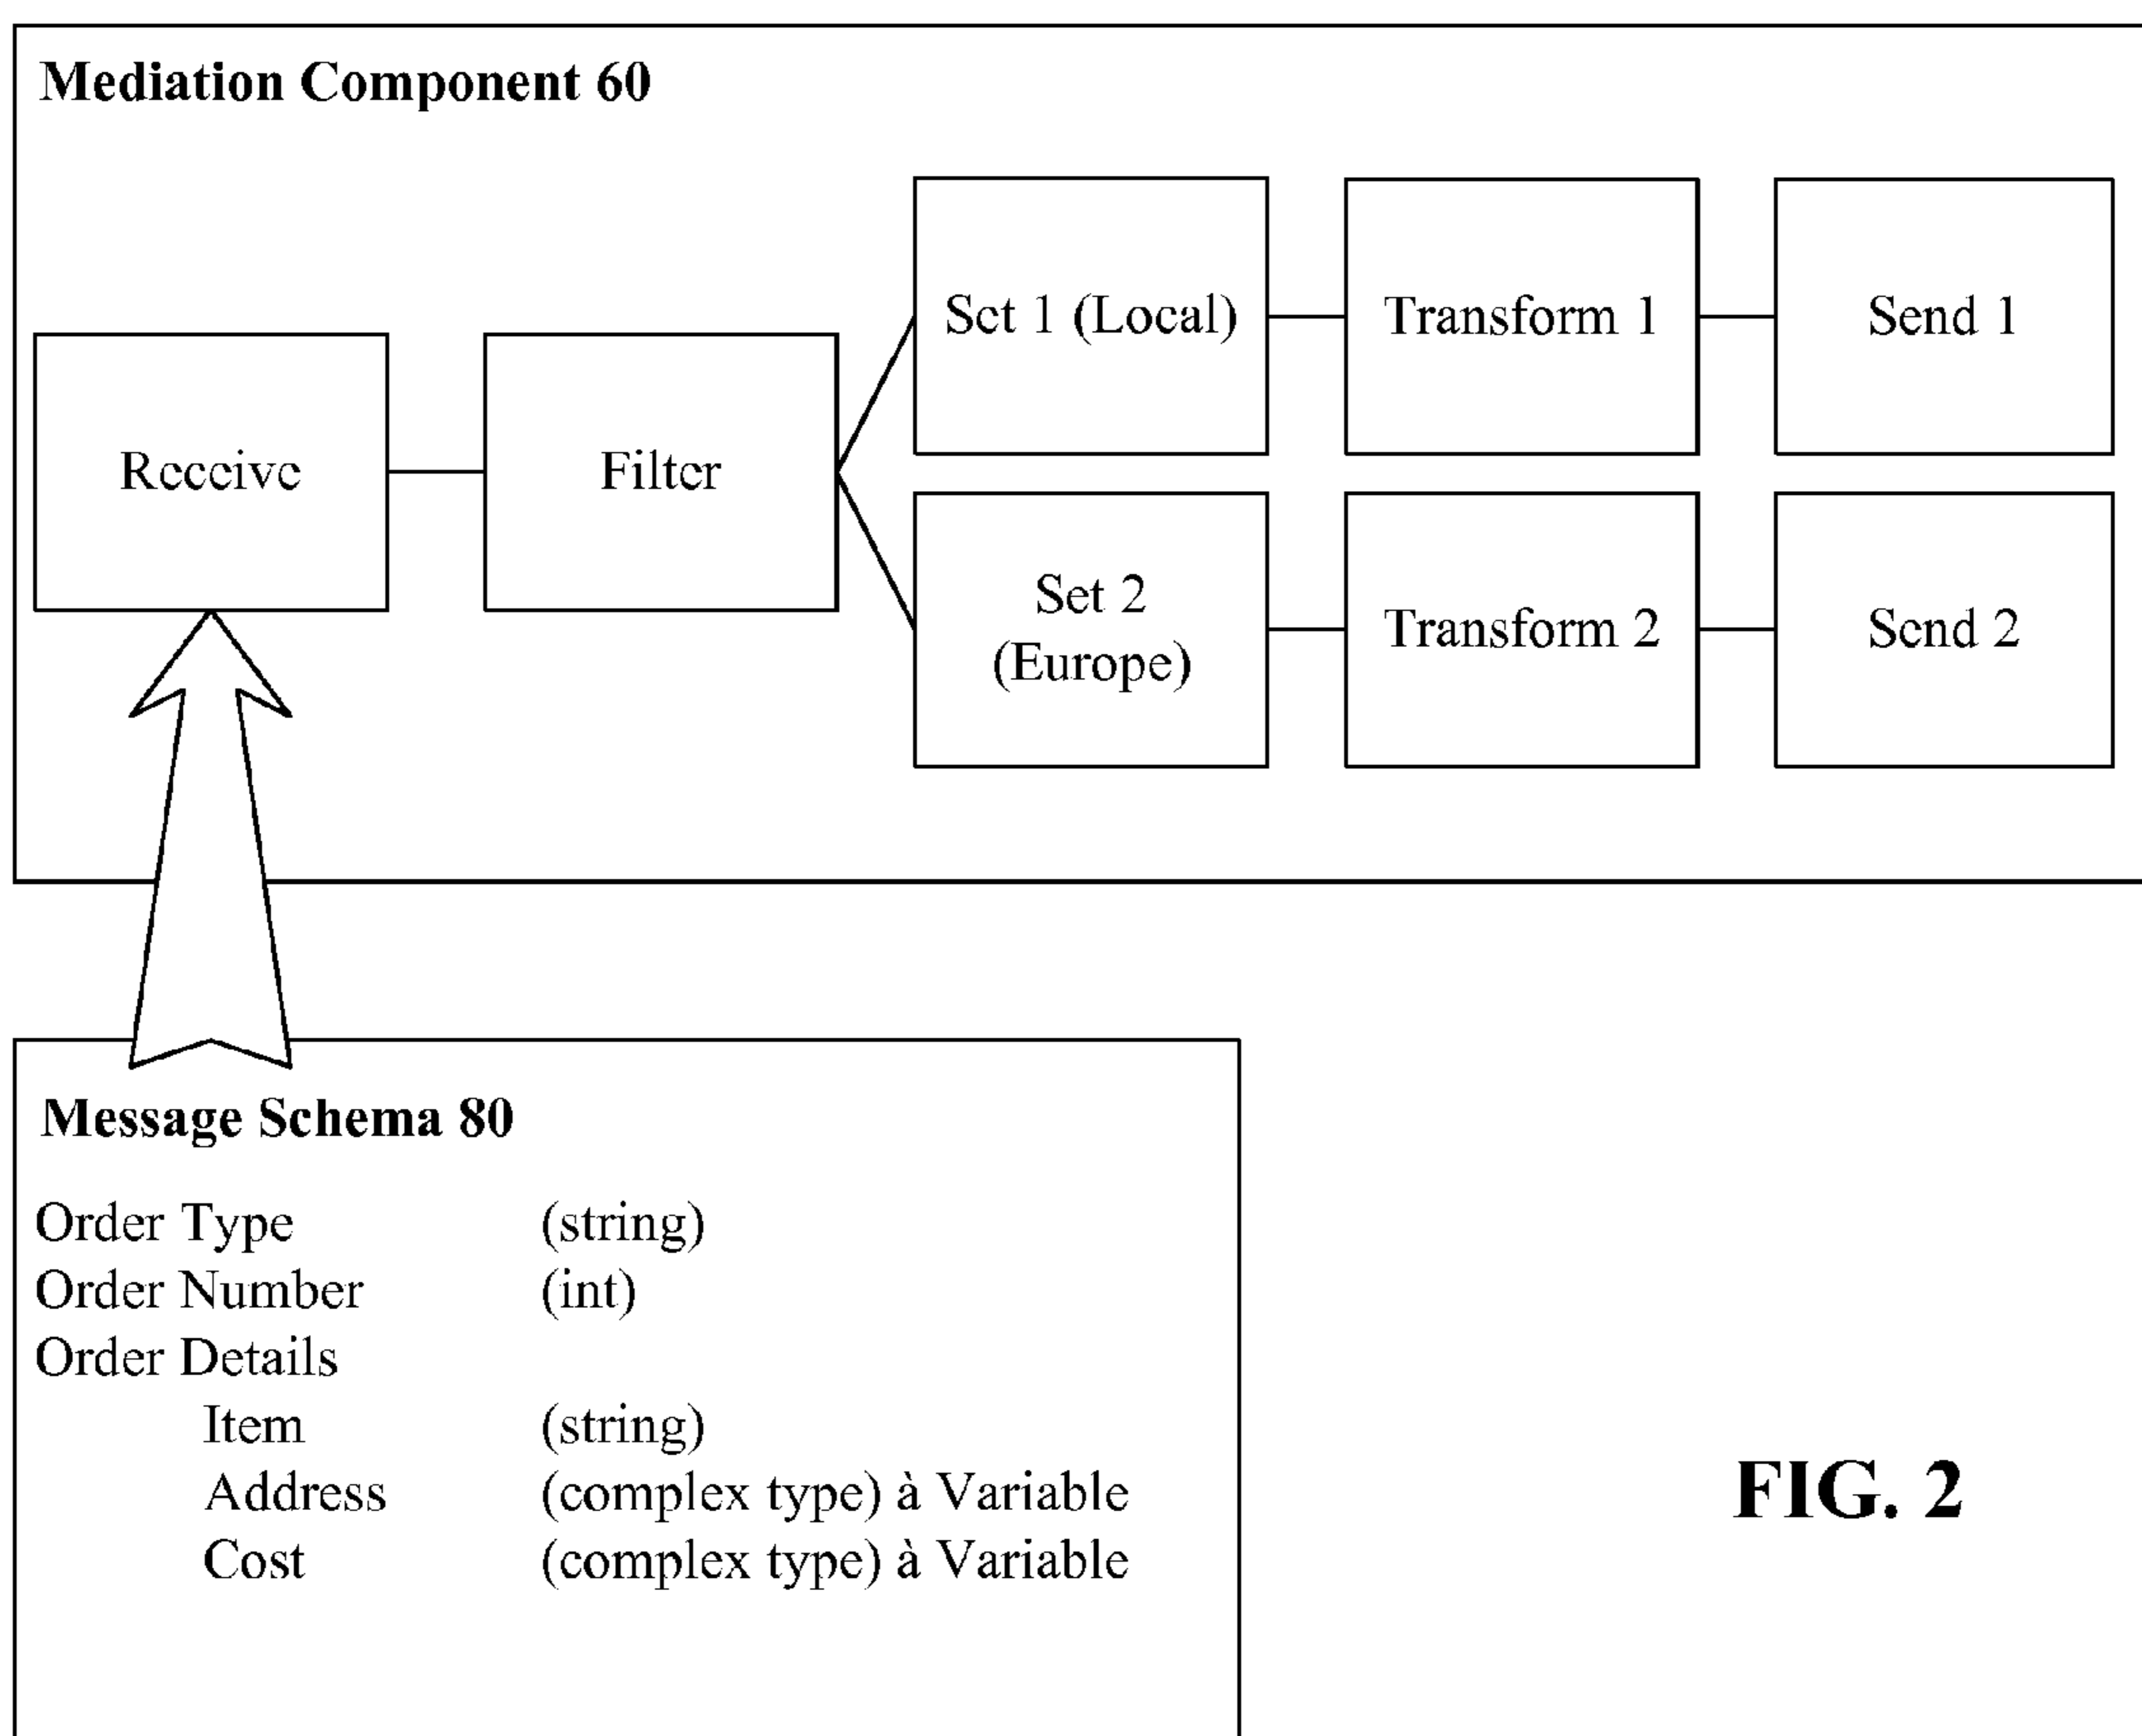 Mediation Component 60
Set 1 (Local)
Transform 1
Send 1
Receive
Filter
Set 2
(Europe)
Transform 2
Send 2
Message Schema 80
Order Type (string)
Order Number (int)
Order Details
Item (string)
Address (complex type) à Variable
Cost (complex type) à Variable
FIG. 2